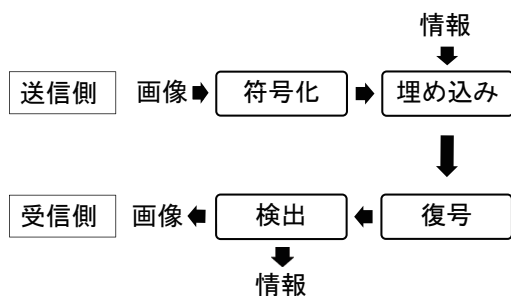 情報
送信側 画像 符号化 埋め込み
受信側 画像 検出 復号
情報